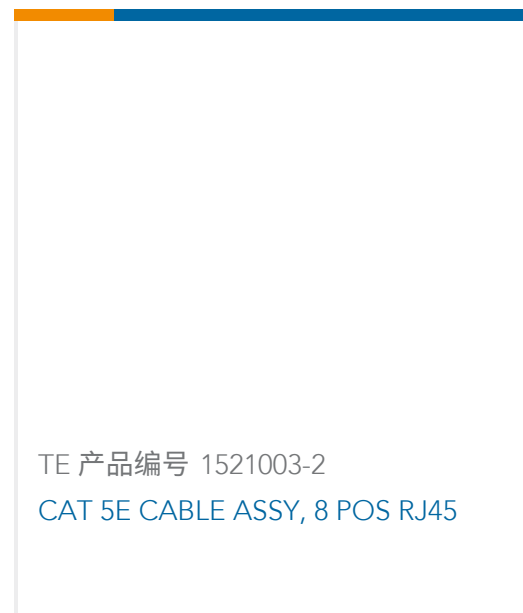 TE 产品编号 1521003-2
CAT 5E CABLE ASSY, 8 POS RJ45